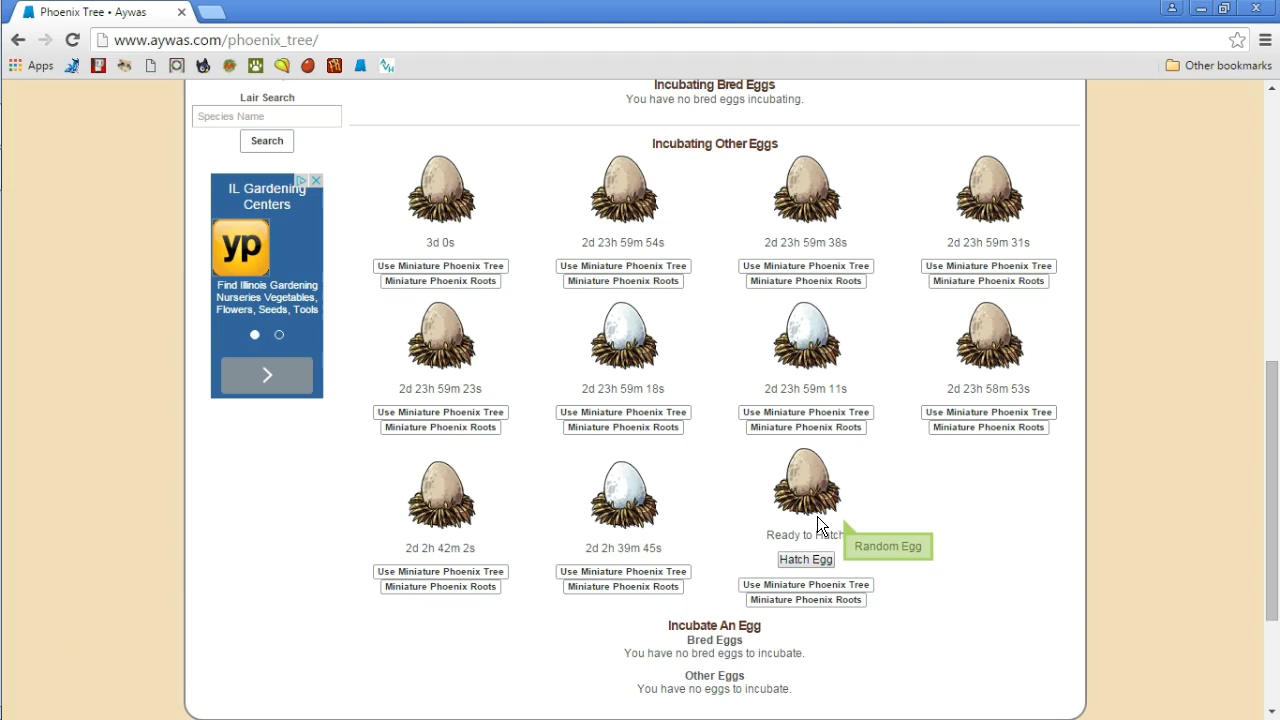 Phoenix Tree • Aywas
www.aywas.com/phoenix_tree/
Apps
Other bookmarks
Lair Search
Species Name
Search
IL Gardening
Centers
yp
Find Illinois Gardening
Nurseries Vegetables,
Flowers, Seeds, Tools
Incubating Bred Eggs
You have no bred eggs incubating.
Incubating Other Eggs
3d 0s 2d 23h 59m 54s 2d 23h 59m 38s 2d 23h 59m 31s
Use Miniature Phoenix Tree Use Miniature Phoenix Tree Use Miniature Phoenix Tree Use Miniature Phoenix Tree
Miniature Phoenix Roots Miniature Phoenix Roots Miniature Phoenix Roots Miniature Phoenix Roots
2d 23h 59m 23s 2d 23h 59m 18s 2d 23h 59m 11s 2d 23h 58m 53s
Use Miniature Phoenix Tree Use Miniature Phoenix Tree Use Miniature Phoenix Tree Use Miniature Phoenix Tree
Miniature Phoenix Roots Miniature Phoenix Roots Miniature Phoenix Roots Miniature Phoenix Roots
Ready to Hatch
Random Egg
2d 2h 42m 2s 2d 2h 39m 45s Hatch Egg
Use Miniature Phoenix Tree Use Miniature Phoenix Tree Use Miniature Phoenix Tree
Miniature Phoenix Roots Miniature Phoenix Roots Miniature Phoenix Roots
Incubate An Egg
Bred Eggs
You have no bred eggs to incubate.
Other Eggs
You have no eggs to incubate.